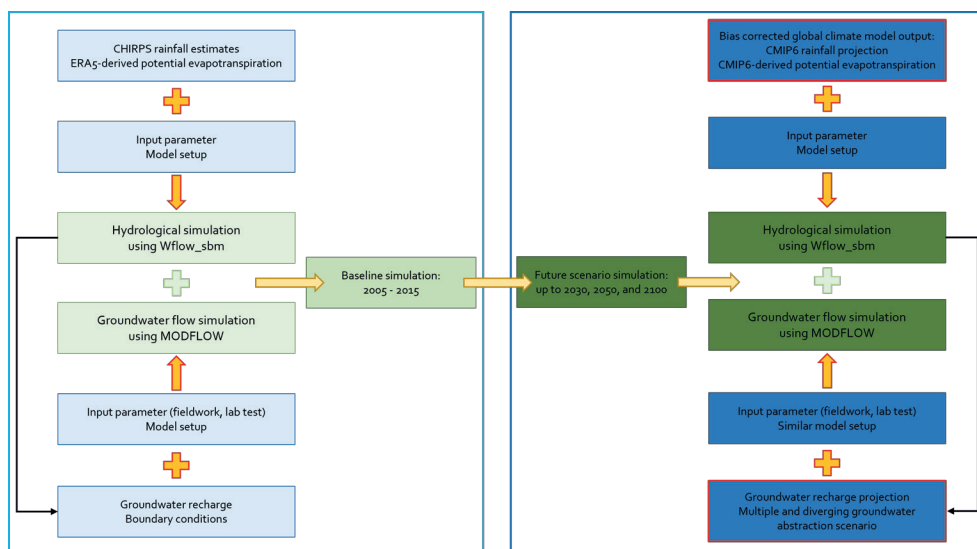 CHIRPS rainfall estimates
ERA5-derived potential evapotranspiration
Input parameter
Model setup
Hydrological simulation
using Wflow_sbm
Groundwater flow simulation
using MODFLOW
Input parameter (fieldwork, lab test)
Model setup
Groundwater recharge
Boundary conditions
Baseline simulation:
2005 - 2015
Future scenario simulation:
up to 2030, 2050, and 2100
Bias corrected global climate model output:
CMIP6 rainfall projection
CMIP6-derived potential evapotranspiration
Input parameter
Model setup
Hydrological simulation
using Wflow_sbm
Groundwater flow simulation
using MODFLOW
Input parameter (fieldwork, lab test)
Similar model setup
Groundwater recharge projection
Multiple and diverging groundwater
abstraction scenario